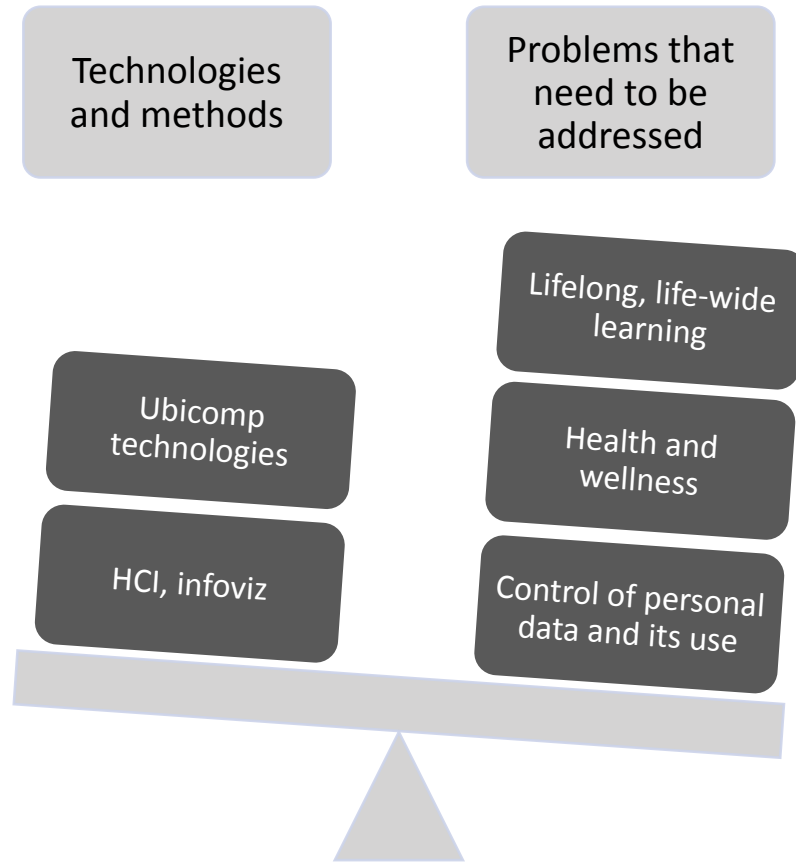 Technologies
and methods
Problems that
need to be
addressed
Ubicomp
technologies
HCI, infoviz
Lifelong, life-wide
learning
Health and
wellness
Control of personal
data and its use